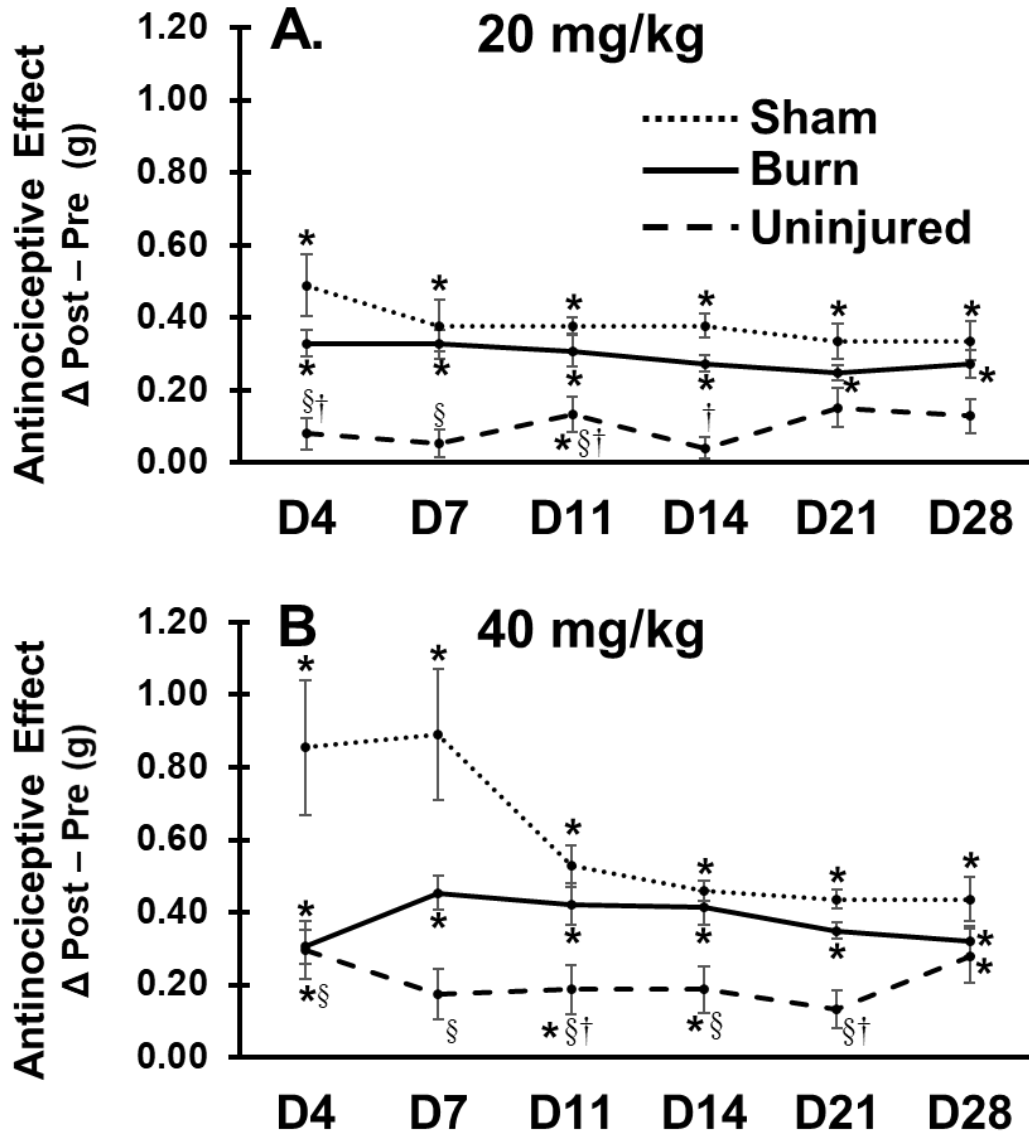 A. 20 mg/kg
Antinociceptive Effect
Δ Post – Pre (g)
1.20
1.00
0.80
0.60
0.40
0.20
0.00
Sham
Burn
Uninjured
* * * * * *
* * * * * *
§† § *§† †
D4 D7 D11 D14 D21 D28
B 40 mg/kg
Antinociceptive Effect
Δ Post – Pre (g)
1.20
1.00
0.80
0.60
0.40
0.20
0.00
* * * * * *
* * * * * *
*§ § *§† *§ §† *
D4 D7 D11 D14 D21 D28